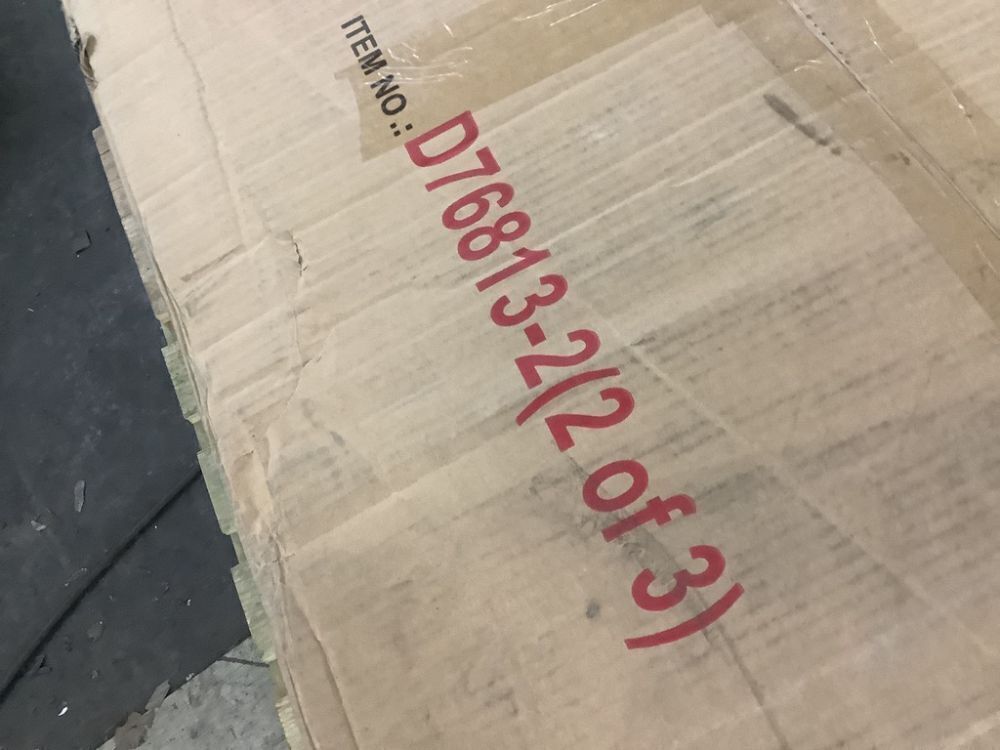 ITEM NO.:
D76813-2(2 of 3)